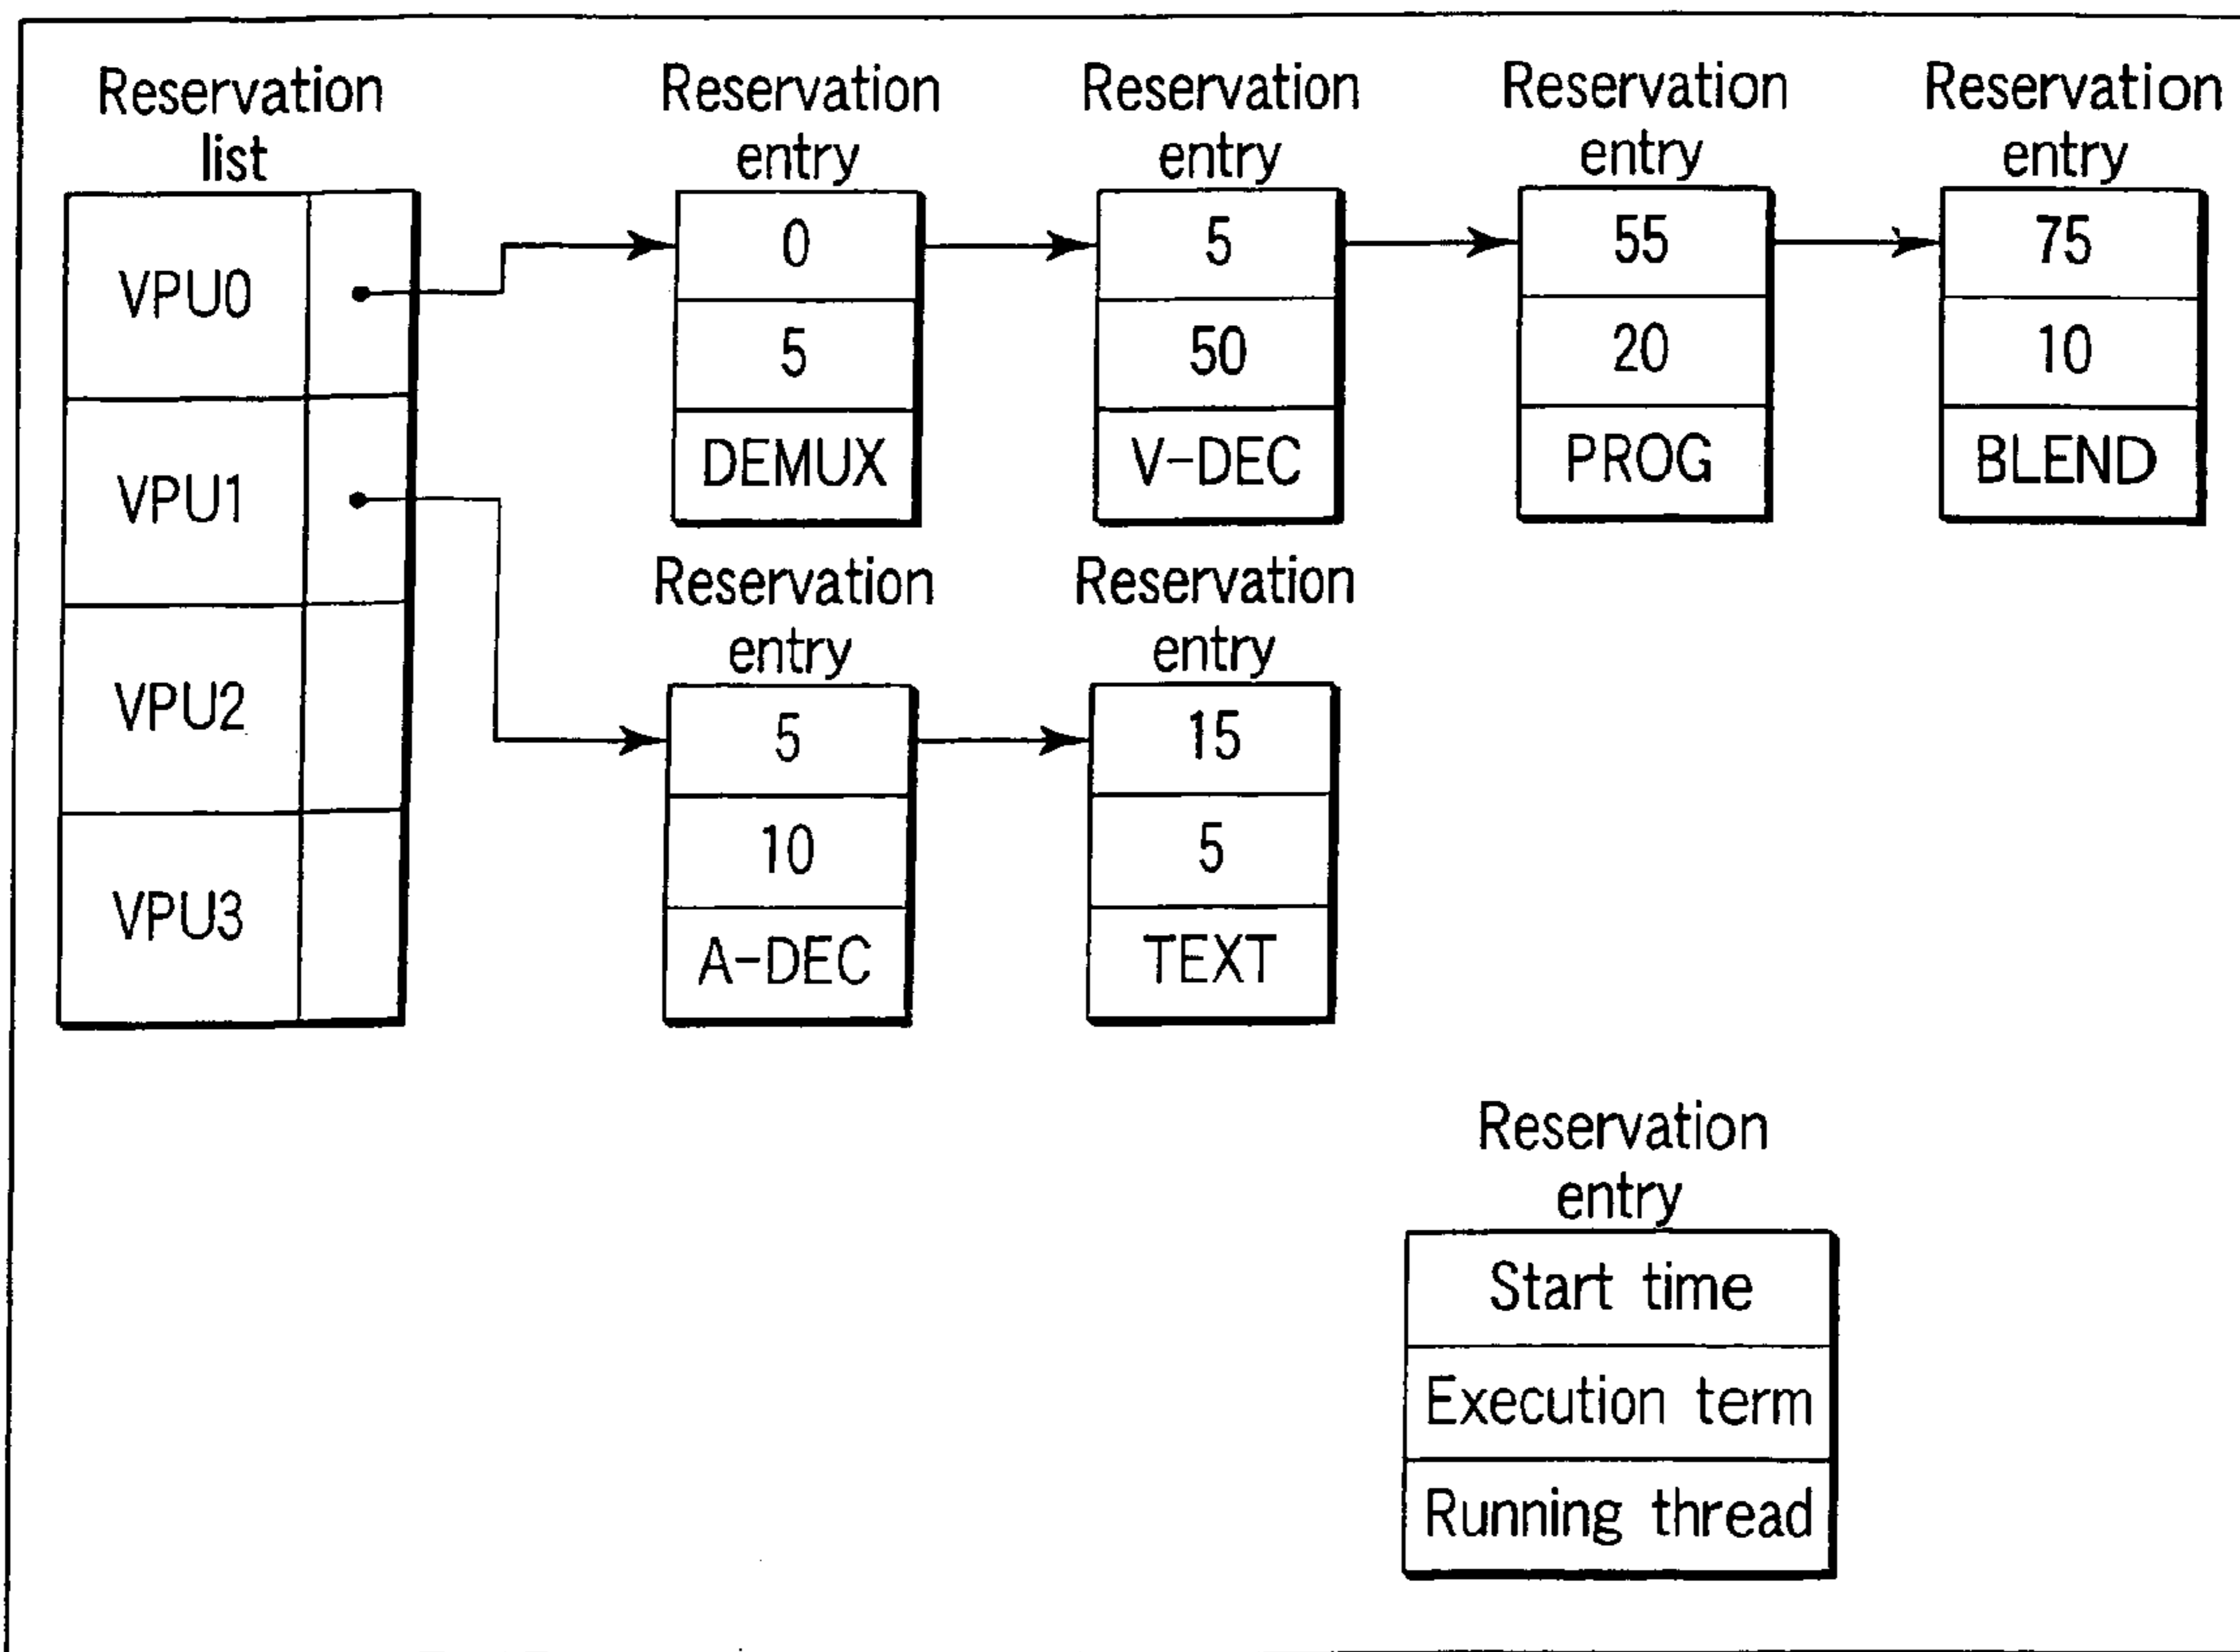 Reservation
list
VPU0
VPU1
VPU2
VPU3
Reservation
entry
0
5
DEMUX
Reservation
entry
5
50
V-DEC
Reservation
entry
55
20
PROG
Reservation
entry
75
10
BLEND
Reservation
entry
5
10
A-DEC
Reservation
entry
15
5
TEXT
Reservation
entry
Start time
Execution term
Running thread